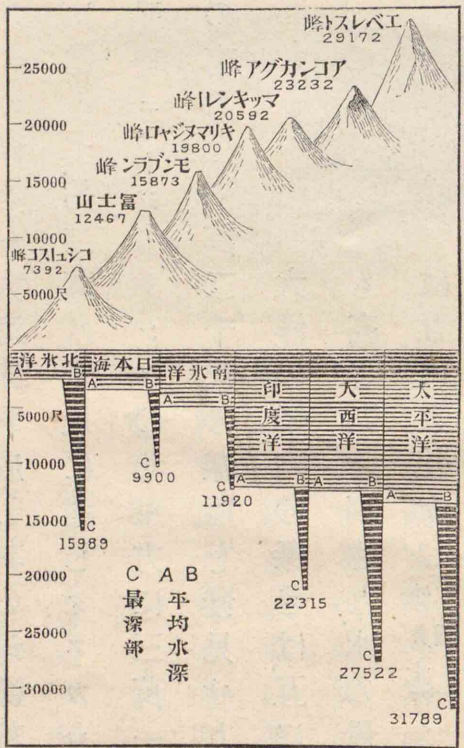 エベレスト峰
29172
アコンカグア峰
23232
マッキンレー峰
20592
キリマヌジャロ峰
19800
モンブラン峰
15873
冨士山
12467
コシュースコ峰
7392
25000
20000
15000
10000
5000尺
北氷洋
日本海
南氷洋
印度洋
大西洋
太平洋
A B
A B
A B
A B
A B
A B
5000尺
10000
15000
20000
25000
30000
C
9900
C
11920
C
15989
C
22315
C
27522
C
31789
A B 平均水深
C 最深部